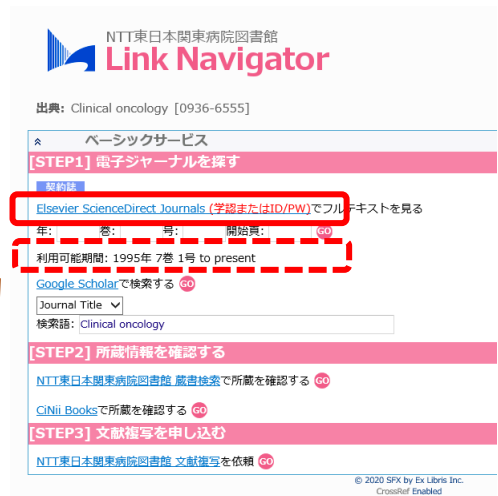 NTT東日本関東病院図書館
Link Navigator
出典: Clinical oncology [0936-6555]
ベーシックサービス
[STEP1] 電子ジャーナルを探す
契約誌
Elsevier ScienceDirect Journals (学認またはID/PW)でフルテキストを見る
年: 巻: 号: 開始頁: GO
利用可能期間: 1995年 7巻 1号 to present
Google Scholarで検索する GO
Journal Title
検索語: Clinical oncology
[STEP2] 所蔵情報を確認する
NTT東日本関東病院図書館 蔵書検索で所蔵を確認する GO
CiNii Booksで所蔵を確認する GO
[STEP3] 文献複写を申し込む
NTT東日本関東病院図書館 文献複写を依頼 GO
© 2020 SFX by Ex Libris Inc.
CrossRef Enabled